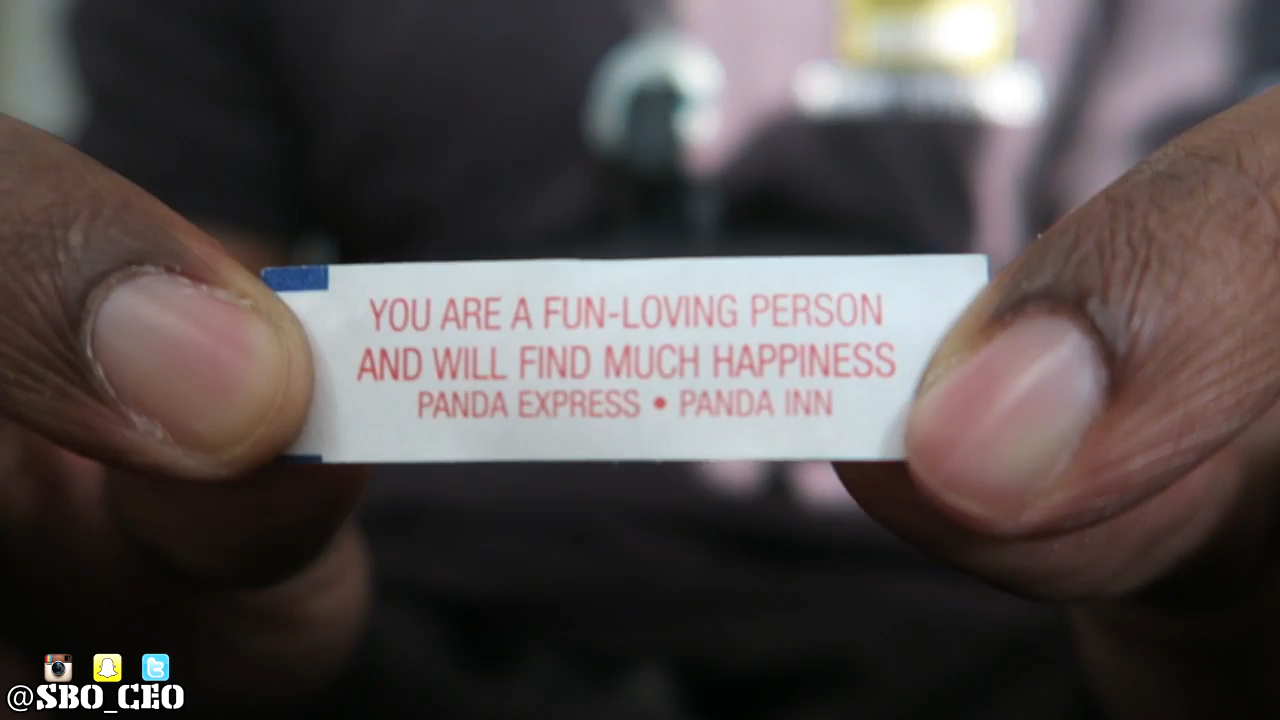 YOU ARE A FUN-LOVING PERSON
AND WILL FIND MUCH HAPPINESS
PANDA EXPRESS • PANDA INN
@SBO_CEO